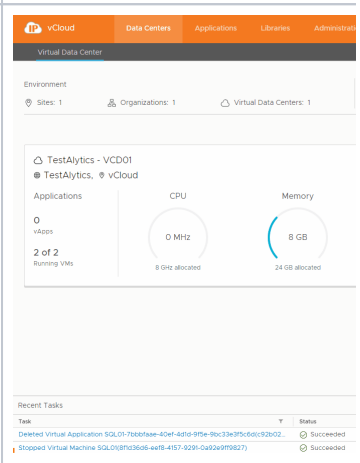 IP vCloud Data Centers Applications Libraries Administrati
Virtual Data Center
Environment
Sites: 1 Organizations: 1 Virtual Data Centers: 1
TestAlytics - VCD01
TestAlytics, vCloud
Applications CPU Memory
0
vApps
0 MHz 8 GB
2 of 2
Running VMs
8 GHz allocated 24 GB allocated
Recent Tasks
Task Status
Deleted Virtual Application SQL01-7bbbfaae-40ef-4d1d-9f5e-9bc33e3f5c6d(c92b02... Succeeded
Stopped Virtual Machine SQL01(8f1d36d6-eef8-4157-9291-0a92e9ff9827) Succeeded